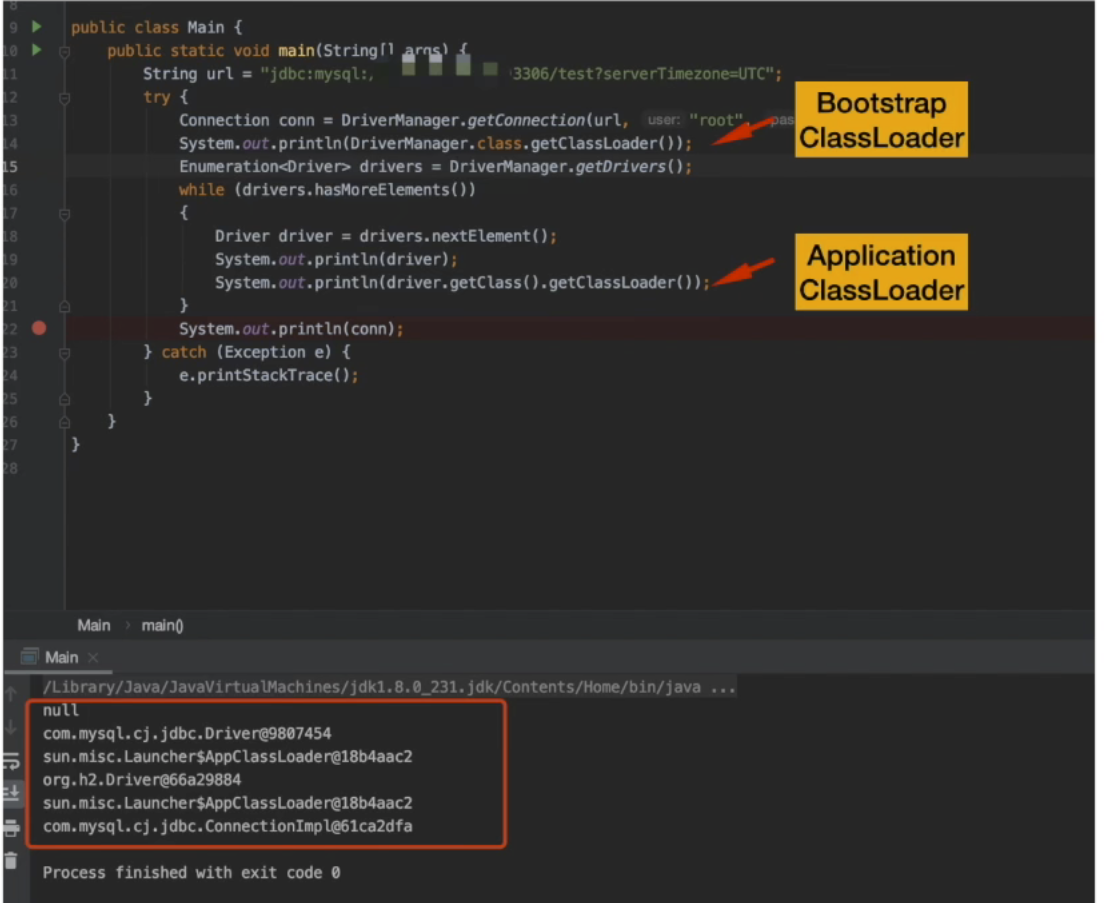 8
9 public class Main {
10 public static void main(String[] args) {
11 String url = "jdbc:mysql:/ 3306/test?serverTimezone=UTC";
12 try {
13 Connection conn = DriverManager.getConnection(url, user: "root", pas
14 System.out.println(DriverManager.class.getClassLoader());
15 Enumeration<Driver> drivers = DriverManager.getDrivers();
16 while (drivers.hasMoreElements())
17 {
18 Driver driver = drivers.nextElement();
19 System.out.println(driver);
20 System.out.println(driver.getClass().getClassLoader());
21 }
22 System.out.println(conn);
23 } catch (Exception e) {
24 e.printStackTrace();
25 }
26 }
27 }
28
Bootstrap
ClassLoader
Application
ClassLoader
Main › main()
Main ×
/Library/Java/JavaVirtualMachines/jdk1.8.0_231.jdk/Contents/Home/bin/java ...
null
com.mysql.cj.jdbc.Driver@9807454
sun.misc.Launcher$AppClassLoader@18b4aac2
org.h2.Driver@66a29884
sun.misc.Launcher$AppClassLoader@18b4aac2
com.mysql.cj.jdbc.ConnectionImpl@61ca2dfa
Process finished with exit code 0